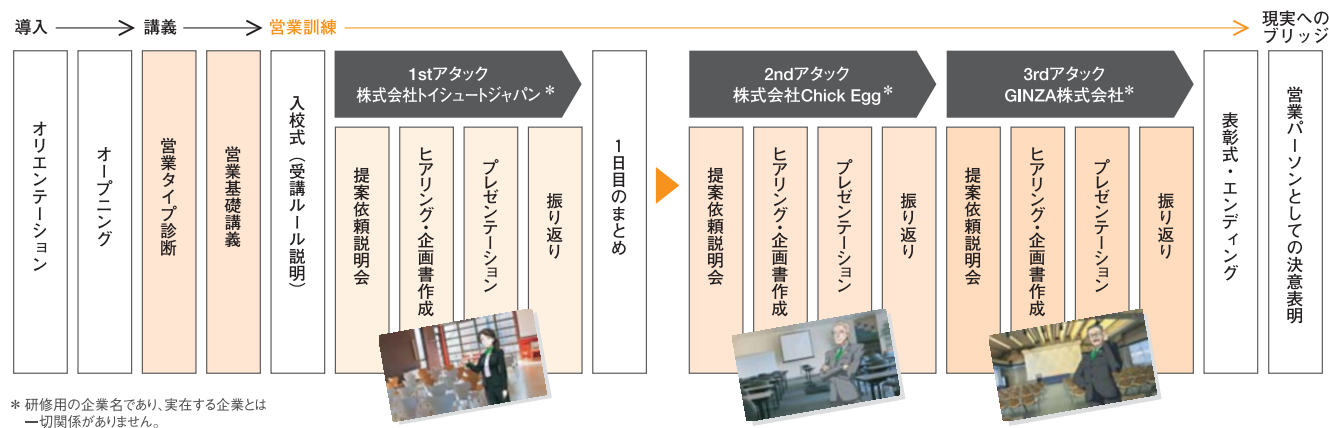 導入
講義
営業訓練
現実への
ブリッジ
オリエンテーション
オープニング
営業タイプ診断
営業基礎講義
入校式（受講ルール説明）
1stアタック
株式会社トイシュートジャパン＊
提案依頼説明会
ヒアリング・企画書作成
プレゼンテーション
振り返り
1日目のまとめ
2ndアタック
株式会社Chick Egg＊
提案依頼説明会
ヒアリング・企画書作成
プレゼンテーション
振り返り
3rdアタック
GINZA株式会社＊
提案依頼説明会
ヒアリング・企画書作成
プレゼンテーション
振り返り
表彰式・エンディング
営業パーソンとしての決意表明
＊研修用の企業名であり、実在する企業とは
一切関係がありません。